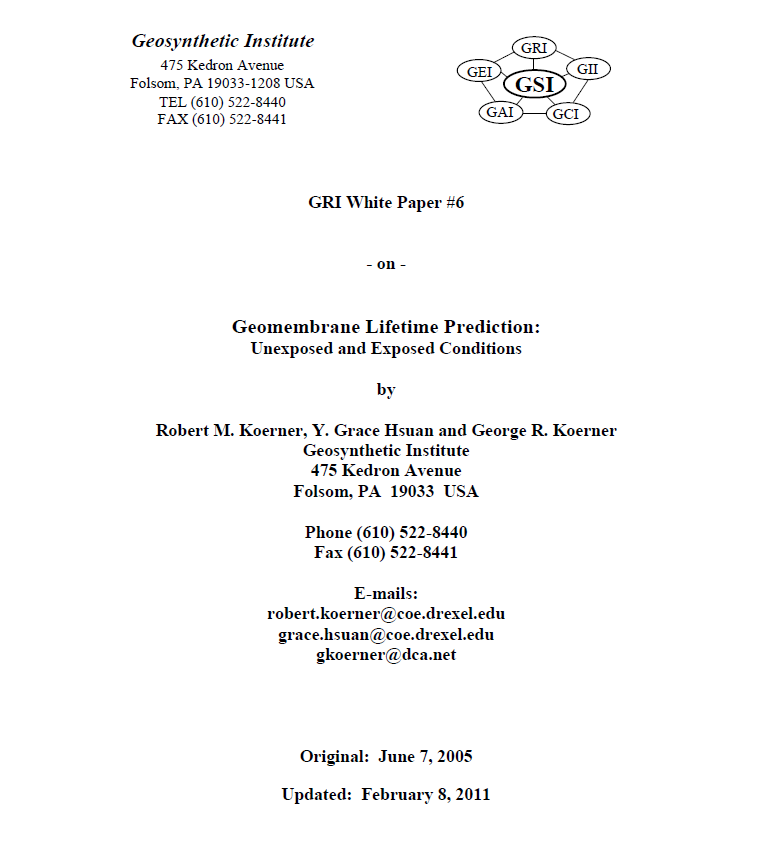 Geosynthetic Institute
475 Kedron Avenue
Folsom, PA 19033-1208 USA
TEL (610) 522-8440
FAX (610) 522-8441
GRI
GEI
GII
GSI
GAI
GCI
GRI White Paper #6
- on -
Geomembrane Lifetime Prediction:
Unexposed and Exposed Conditions
by
Robert M. Koerner, Y. Grace Hsuan and George R. Koerner
Geosynthetic Institute
475 Kedron Avenue
Folsom, PA 19033 USA
Phone (610) 522-8440
Fax (610) 522-8441
E-mails:
robert.koerner@coe.drexel.edu
grace.hsuan@coe.drexel.edu
gkoerner@dca.net
Original: June 7, 2005
Updated: February 8, 2011